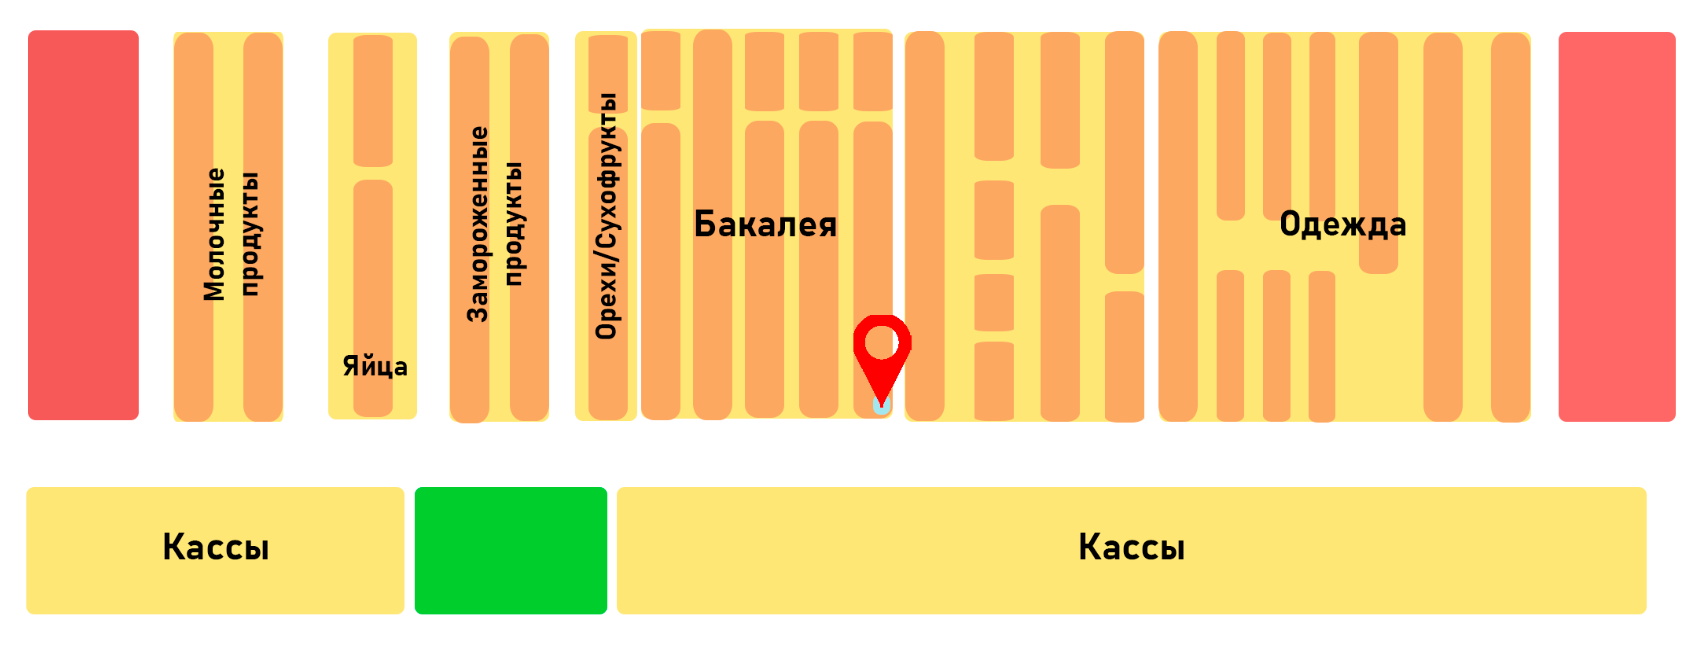 Молочные
продукты
Яйца
Замороженные
продукты
Орехи/Сухофрукты
Бакалея
Одежда
Кассы
Кассы